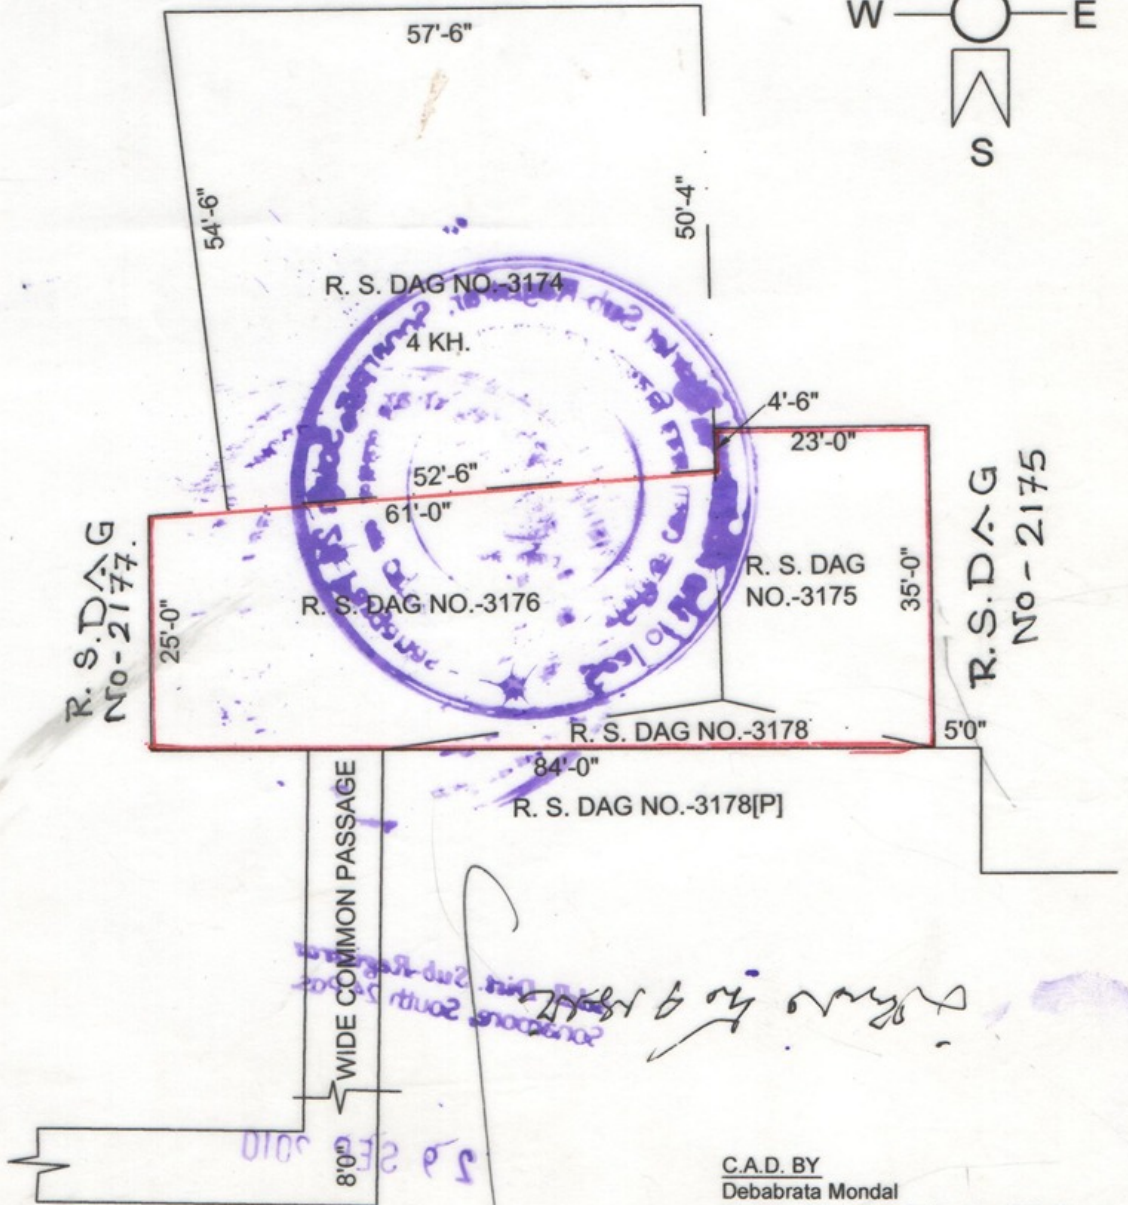 W E
S
57'-6"
54'-6"
50'-4"
R. S. DAG NO.-3174
4 KH.
4'-6"
23'-0"
52'-6"
61'-0"
R. S. DAG
NO.-3175
35'-0"
R.S.DAG
No-2175
R. S. DAG NO.-3176
25'-0"
R. S.DAG
No-2177.
R. S. DAG NO.-3178
5'0"
84'-0"
R. S. DAG NO.-3178[P]
8'0" WIDE COMMON PASSAGE
Dist. Sub-Registrar
Sonarpore, South 24 Pgs.
29 SEP 2010
C.A.D. BY
Debabrata Mondal